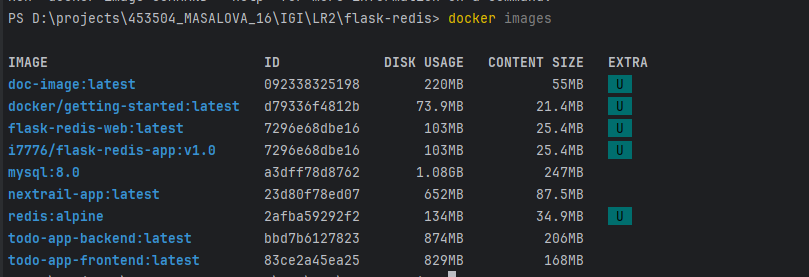 PS D:\projects\453504_MASALOVA_16\IGI\LR2\flask-redis> docker images
IMAGE ID DISK USAGE CONTENT SIZE EXTRA
doc-image:latest 092338325198 220MB 55MB U
docker/getting-started:latest d79336f4812b 73.9MB 21.4MB U
flask-redis-web:latest 7296e68dbe16 103MB 25.4MB U
i7776/flask-redis-app:v1.0 7296e68dbe16 103MB 25.4MB U
mysql:8.0 a3dff78d8762 1.08GB 247MB
nextrail-app:latest 23d80f78ed07 652MB 87.5MB
redis:alpine 2afba59292f2 134MB 34.9MB U
todo-app-backend:latest bbd7b6127823 874MB 206MB
todo-app-frontend:latest 83ce2a45ea25 829MB 168MB